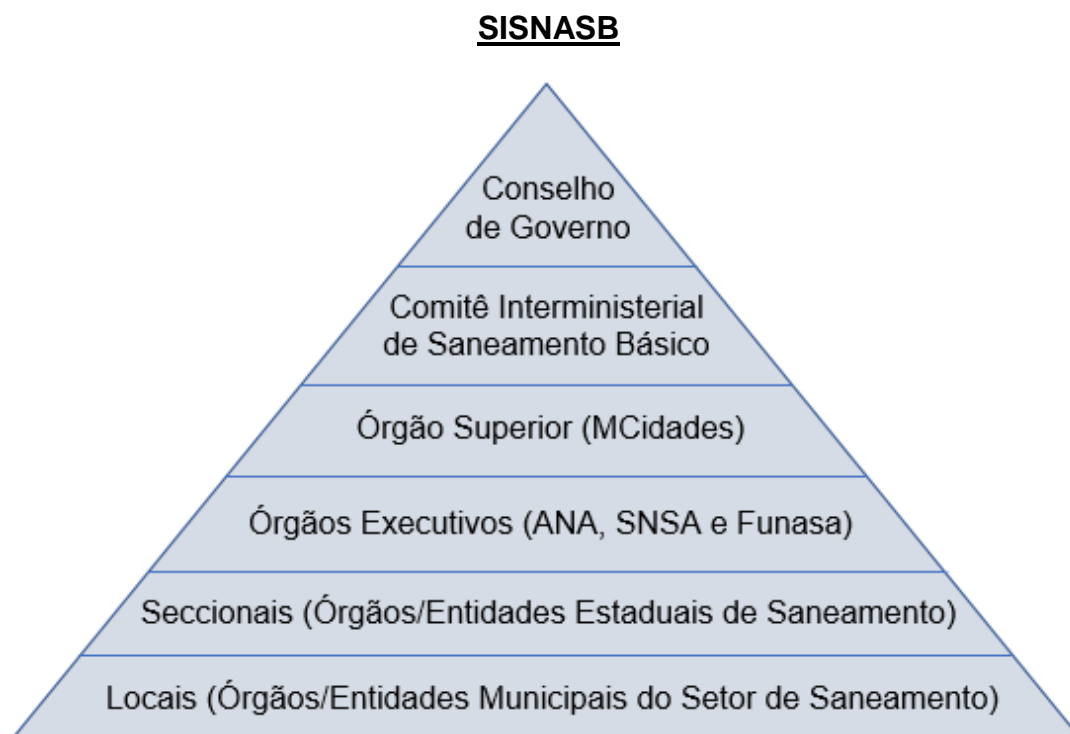 SISNASB
Conselho
de Governo
Comitê Interministerial
de Saneamento Básico
Órgão Superior (MCidades)
Órgãos Executivos (ANA, SNSA e Funasa)
Seccionais (Órgãos/Entidades Estaduais de Saneamento)
Locais (Órgãos/Entidades Municipais do Setor de Saneamento)